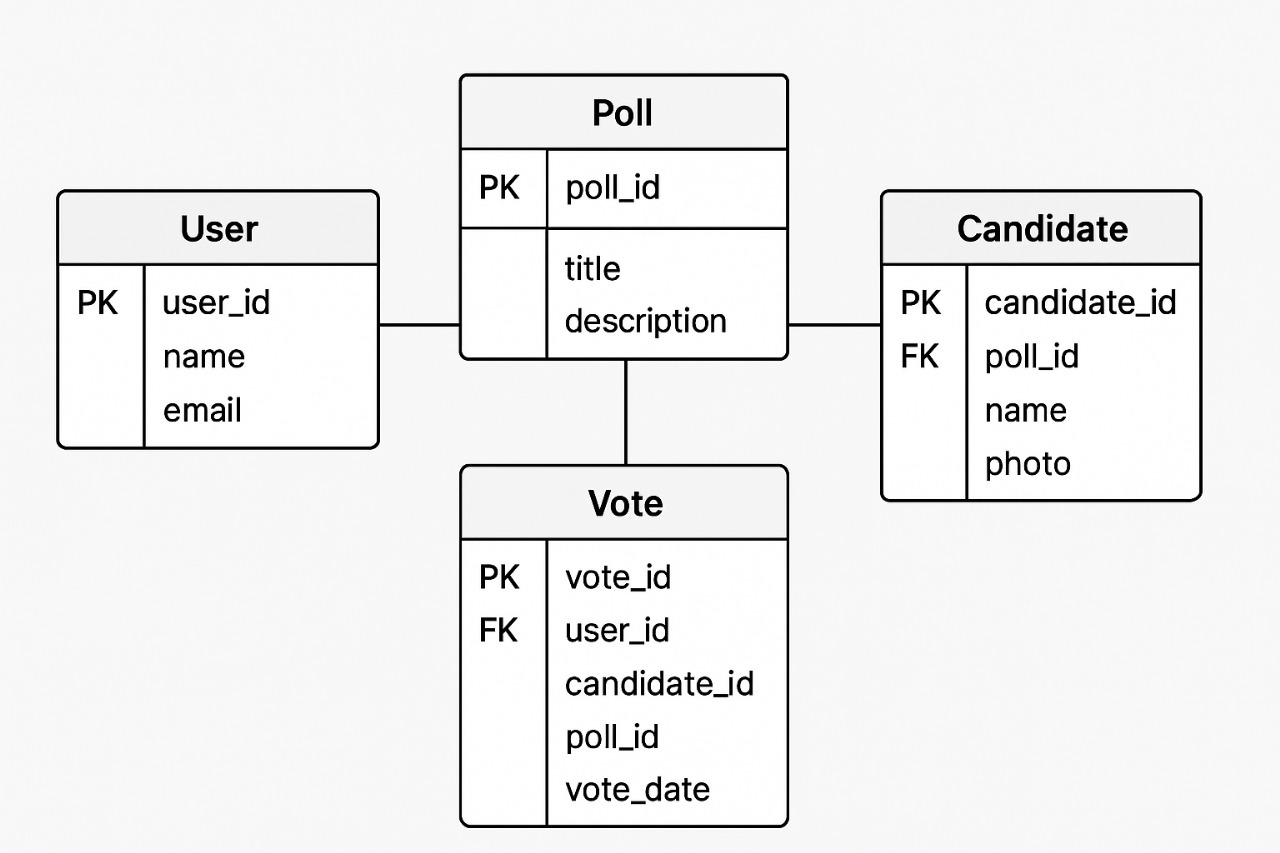 Poll
PK poll_id
title
description
User
PK user_id
name
email
Candidate
PK candidate_id
FK poll_id
name
photo
Vote
PK vote_id
FK user_id
candidate_id
poll_id
vote_date